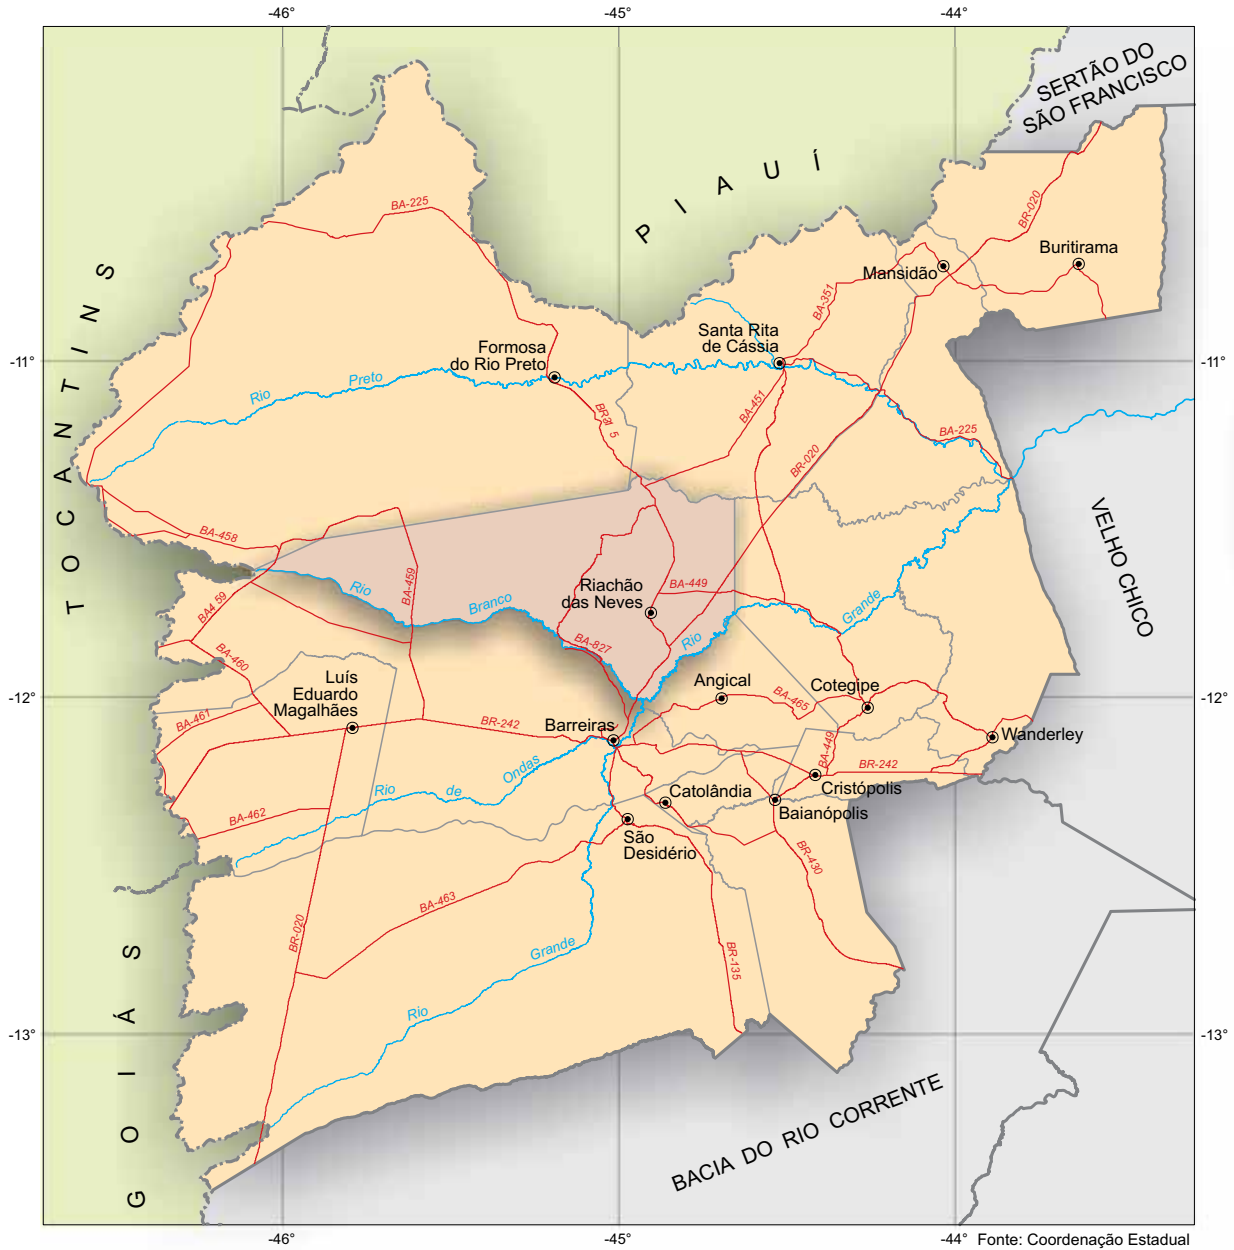 -46°
-45°
-44°
SERTÃO DO
SÃO FRANCISCO
PIAUÍ
TOCANTINS
GOIÁS
VELHO CHICO
BACIA DO RIO CORRENTE
BA-225
BR-020
Buritirama
Mansidão
BA-351
Santa Rita
de Cássia
-11°
-11°
Formosa
do Rio Preto
Rio
Preto
BA-451
BR-020
BA-225
BA-458
BA-459
Rio
Branco
Riachão
das Neves
BA-449
Grande
Rio
BA-827
BA4 59
BA-460
BA-461
Luís
Eduardo
Magalhães
-12°
-12°
Angical
BA-465
Cotegipe
Wanderley
BR-242
Barreiras
BA-449
BR-242
Cristópolis
Baianópolis
Catolândia
Ondas
de
Rio
BA-462
São
Desidério
BR-430
BA-463
BR-020
Grande
BR-135
Rio
-13°
-13°
-46°
-45°
-44°
Fonte: Coordenação Estadual